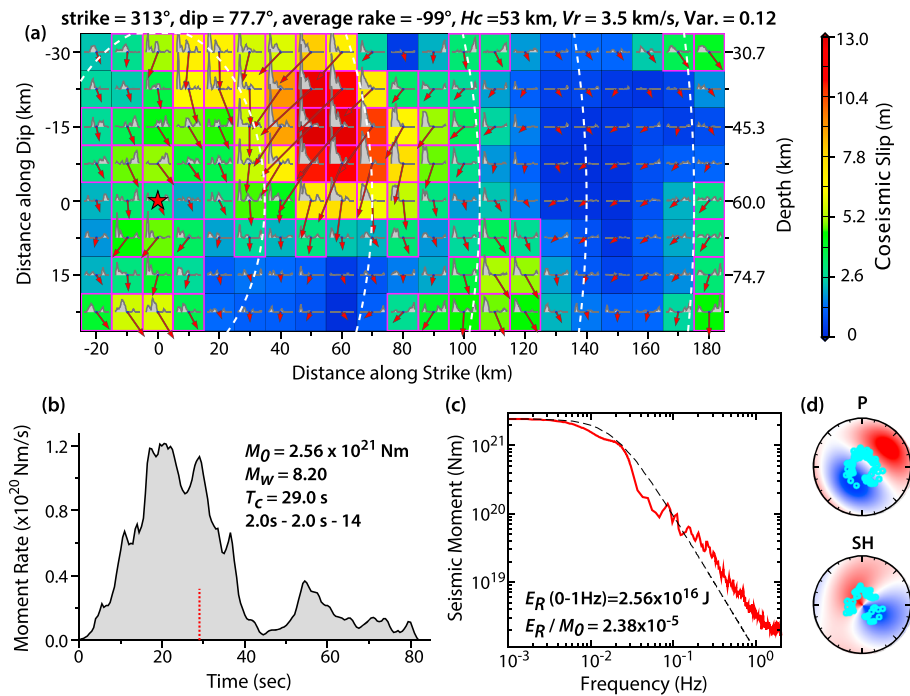 strike = 313°, dip = 77.7°, average rake = -99°, Hc =53 km, Vr = 3.5 km/s, Var. = 0.12
(a)
-30
-15
0
15
Distance along Dip (km)
30.7
45.3
60.0
74.7
Depth (km)
13.0
10.4
7.8
5.2
2.6
0
Coseismic Slip (m)
-20 0 20 40 60 80 100 120 140 160 180
Distance along Strike (km)
(b)
1.2
0.8
0.4
0.0
Moment Rate (x10^20 Nm/s)
M0 = 2.56 x 10^21 Nm
Mw = 8.20
Tc = 29.0 s
2.0s - 2.0 s - 14
0 20 40 60 80
Time (sec)
(c)
10^21
10^20
10^19
Seismic Moment (Nm)
ER (0-1Hz)=2.56x10^16 J
ER / M0 = 2.38x10^-5
10^-3 10^-2 10^-1 10^0
Frequency (Hz)
(d)
P
SH